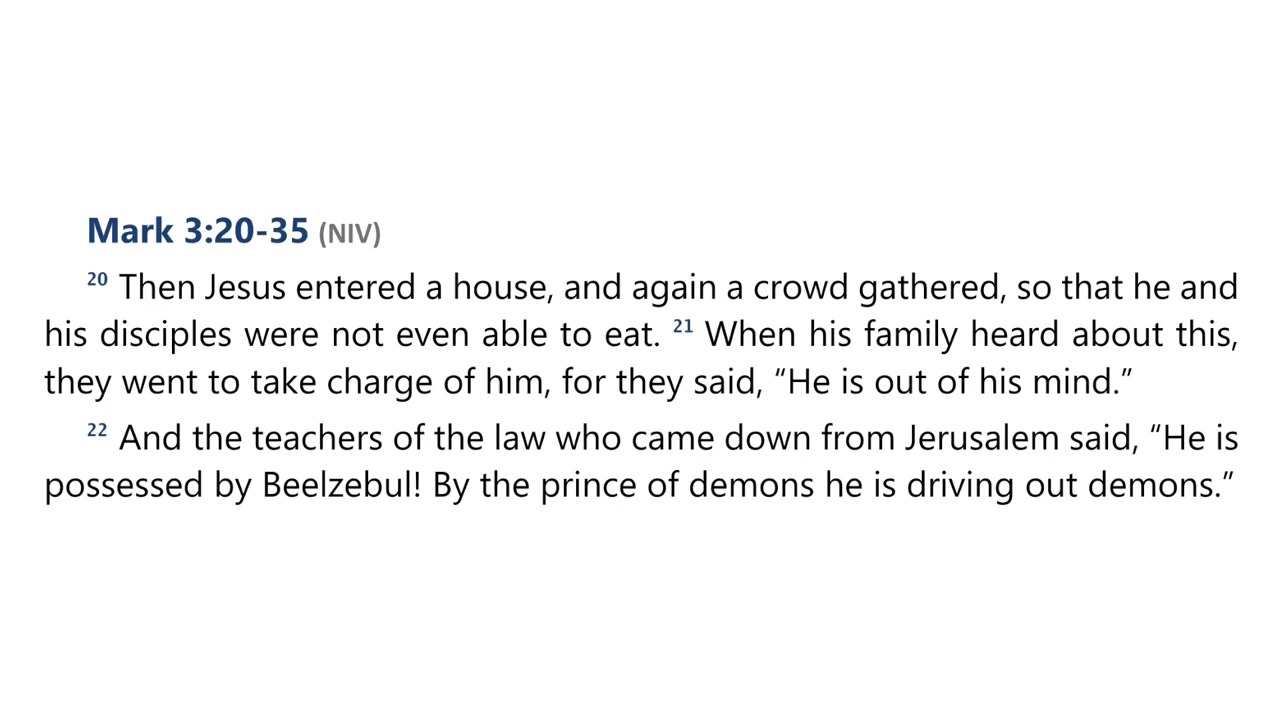 Mark 3:20-35 (NIV)
20 Then Jesus entered a house, and again a crowd gathered, so that he and
his disciples were not even able to eat. 21 When his family heard about this,
they went to take charge of him, for they said, “He is out of his mind.”
22 And the teachers of the law who came down from Jerusalem said, “He is
possessed by Beelzebul! By the prince of demons he is driving out demons.”